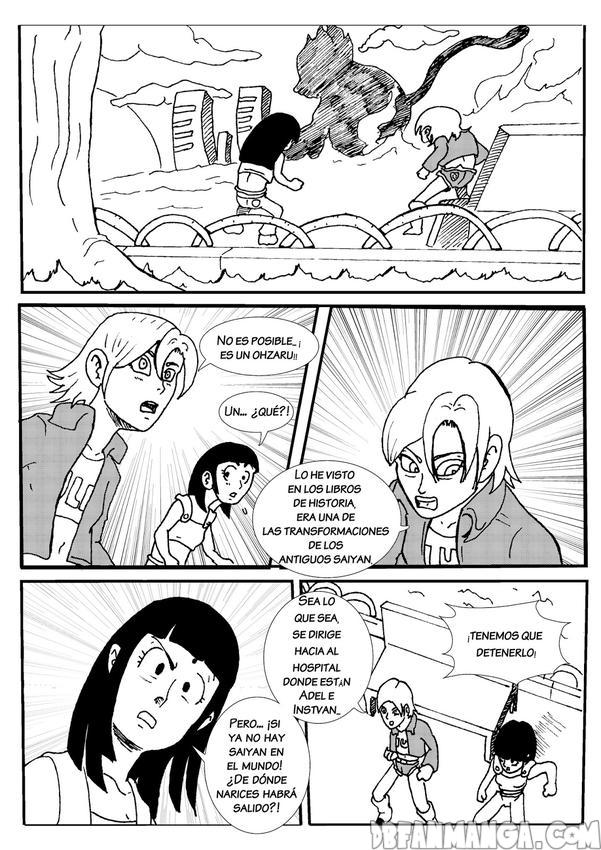 NO ES POSIBLE.. ¡
ES UN OHZARU!!
UN... ¿QUÉ?!
LO HE VISTO
EN LOS LIBROS
DE HISTORIA,
ERA UNA DE
LAS TRANSFORMACIONES
DE LOS
ANTIGUOS SAIYAN.
PERO... ¡SI
YA NO HAY
SAIYAN EN
EL MUNDO!
¿DE DÓNDE
NARICES HABRÁ
SALIDO?!
SEA LO
QUE SEA,
SE DIRIGE
HACIA AL
HOSPITAL
DONDE ESTÁN
ADEL E
INSTVAN..
¡TENEMOS QUE
DETENERLO!
DBFANMANGA.COM